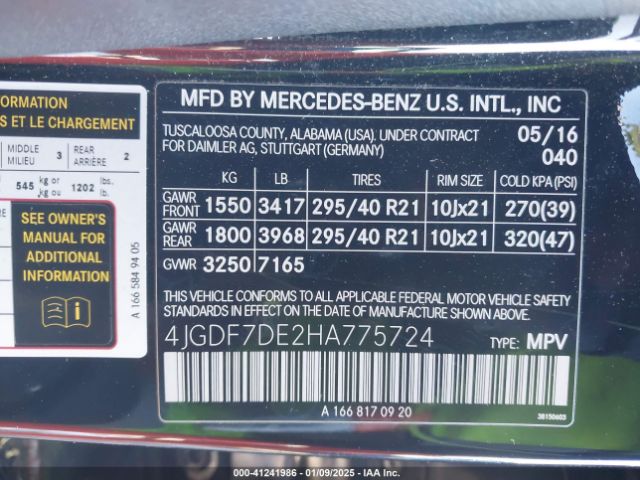 FORMATION
S ET LE CHARGEMENT
MIDDLE
MILIEU 3 REAR
ARRIÈRE 2
545 kg or
kg ou 1202 lbs. or
lb. ou
SEE OWNER'S
MANUAL FOR
ADDITIONAL
INFORMATION
A 166 584 94 05
MFD BY MERCEDES-BENZ U.S. INTL., INC
TUSCALOOSA COUNTY, ALABAMA (USA). UNDER CONTRACT 05/16
FOR DAIMLER AG, STUTTGART (GERMANY) 040
KG LB TIRES RIM SIZE COLD KPA (PSI)
GAWR
FRONT 1550 3417 295/40 R21 10Jx21 270(39)
GAWR
REAR 1800 3968 295/40 R21 10Jx21 320(47)
GVWR 3250 7165
THIS VEHICLE CONFORMS TO ALL APPLICABLE FEDERAL MOTOR VEHICLE SAFETY
STANDARDS IN EFFECT ON THE DATE OF MANUFACTURE SHOWN ABOVE.
4JGDF7DE2HA775724 TYPE: MPV
A 166 817 09 20
38150603
000-41241986 - 01/09/2025 - IAA Inc.